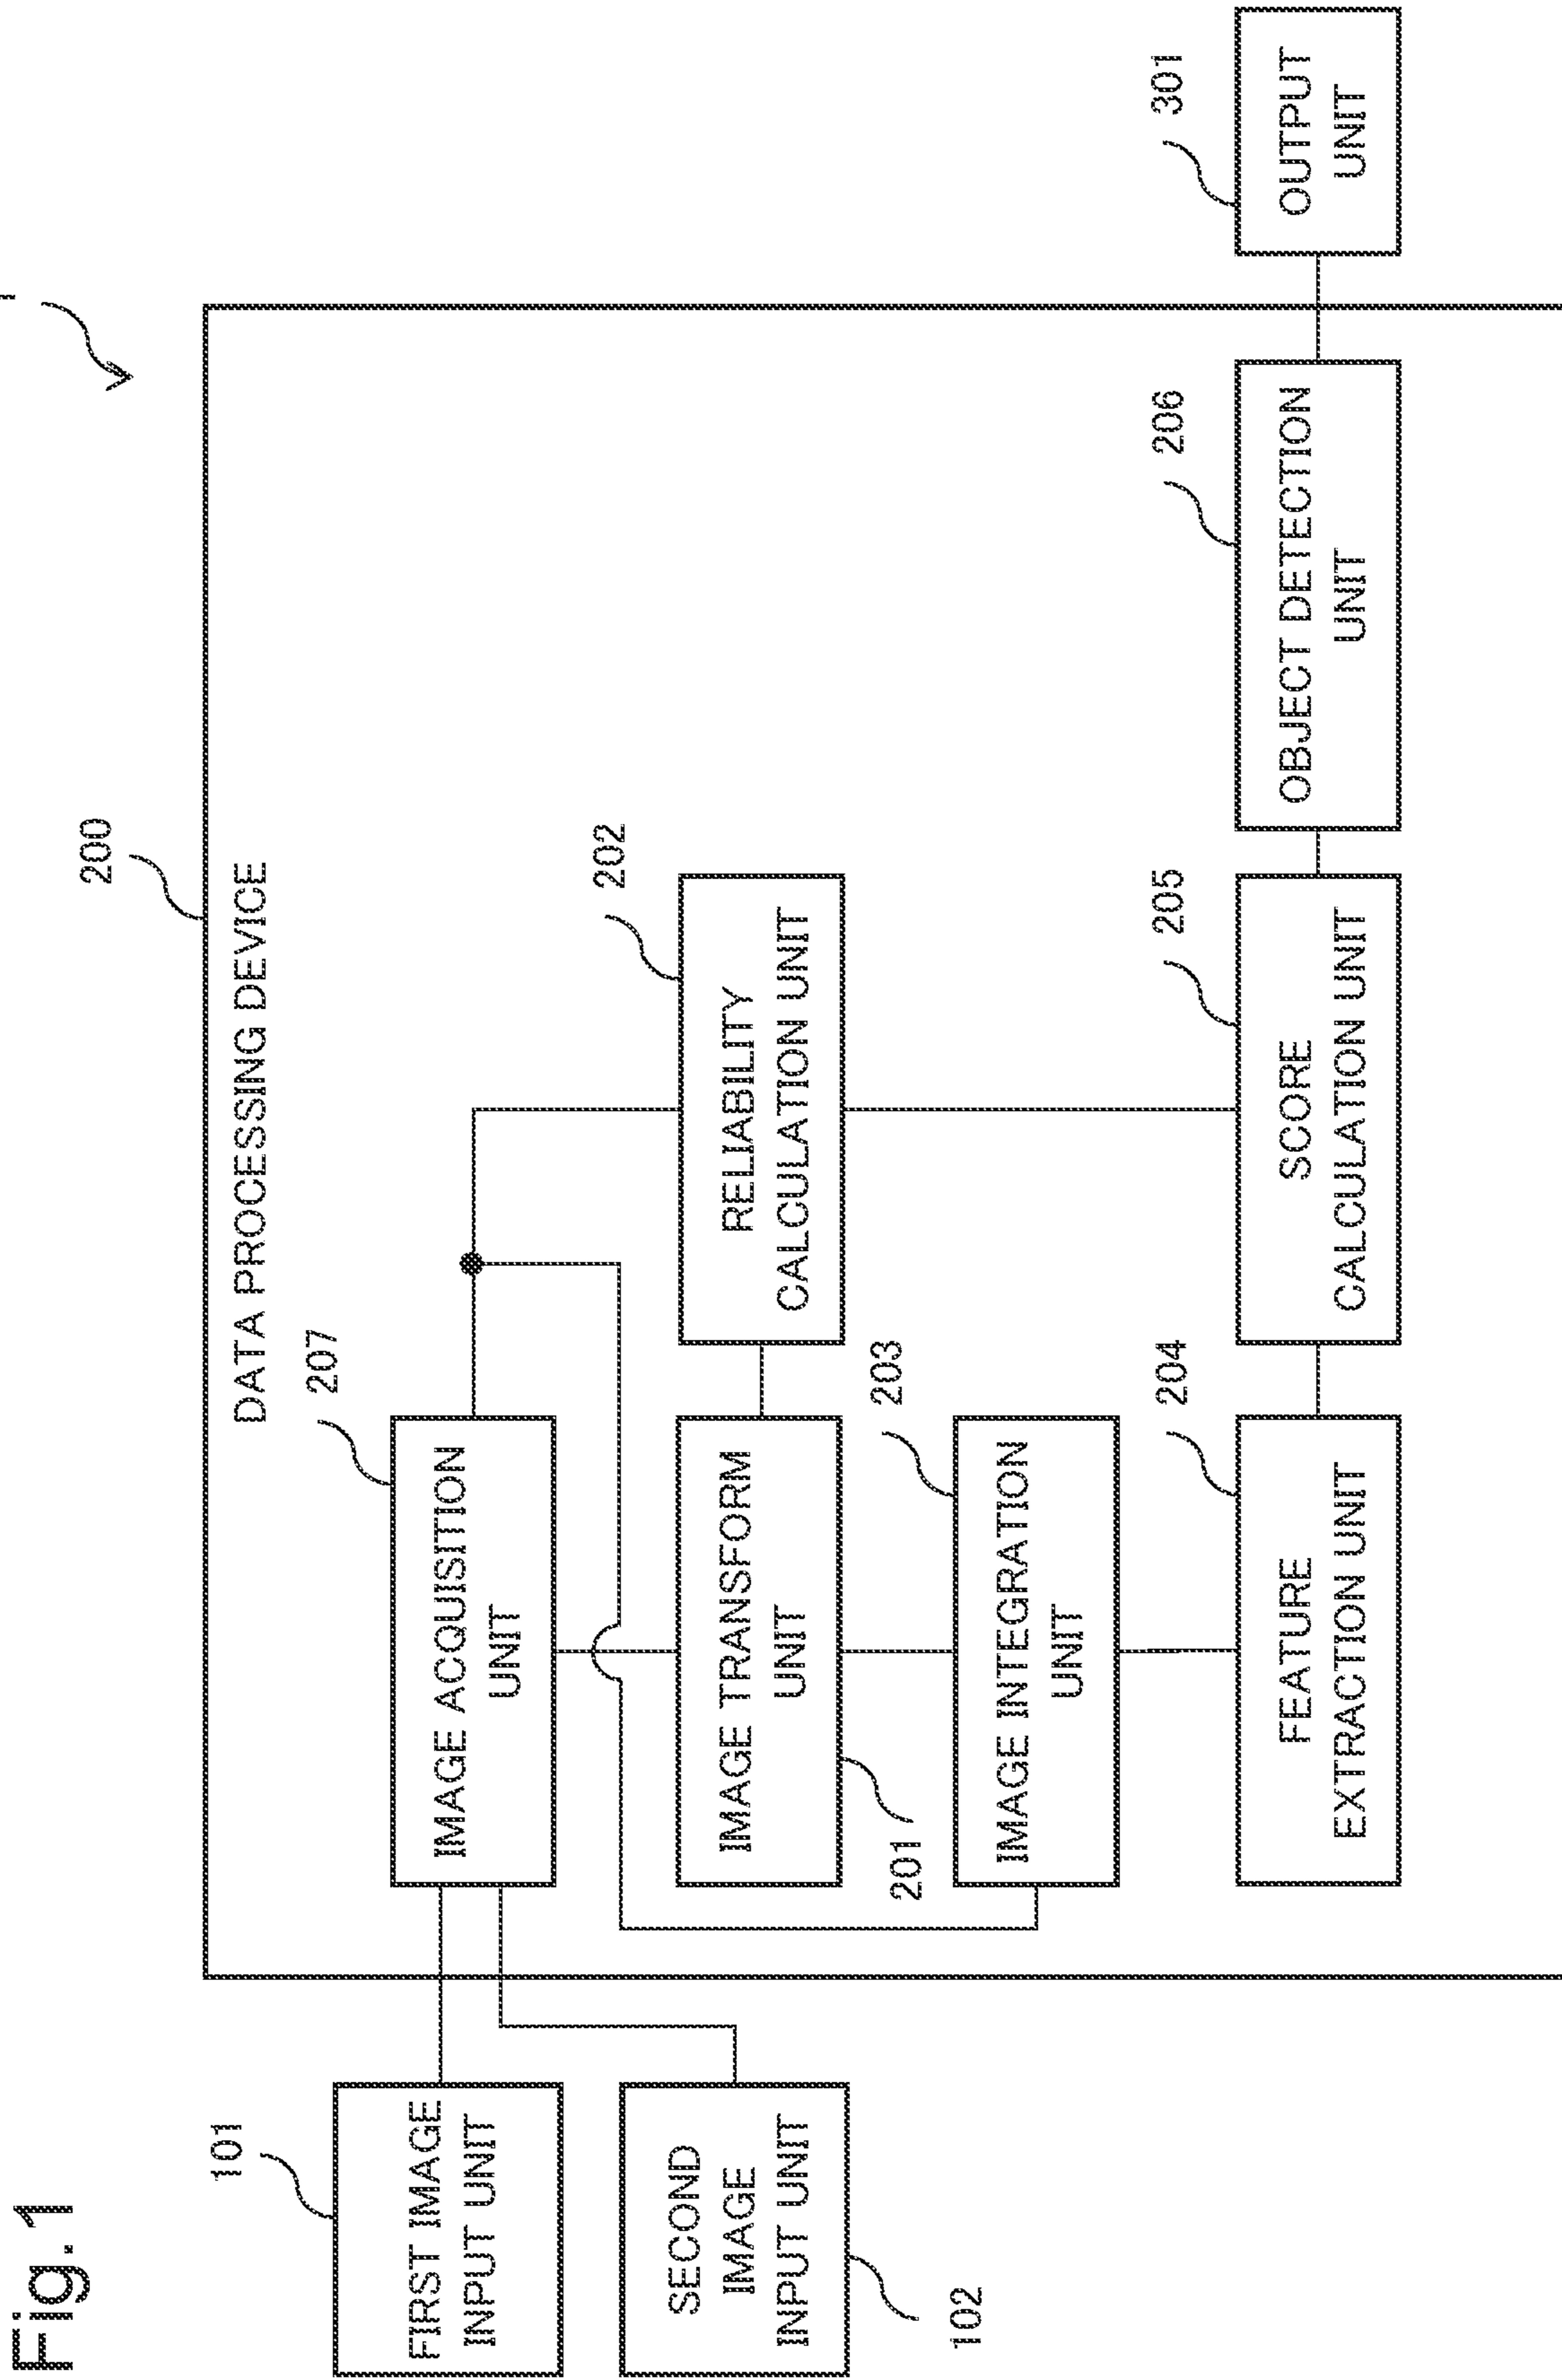 Fig. 1
200
DATA PROCESSING DEVICE
101
FIRST IMAGE
INPUT UNIT
207
IMAGE ACQUISITION
UNIT
SECOND
IMAGE
INPUT UNIT
102
IMAGE TRANSFORM
UNIT
201
202
RELIABILITY
CALCULATION UNIT
203
IMAGE INTEGRATION
UNIT
204
FEATURE
EXTRACTION UNIT
205
SCORE
CALCULATION UNIT
206
OBJECT DETECTION
UNIT
301
OUTPUT
UNIT